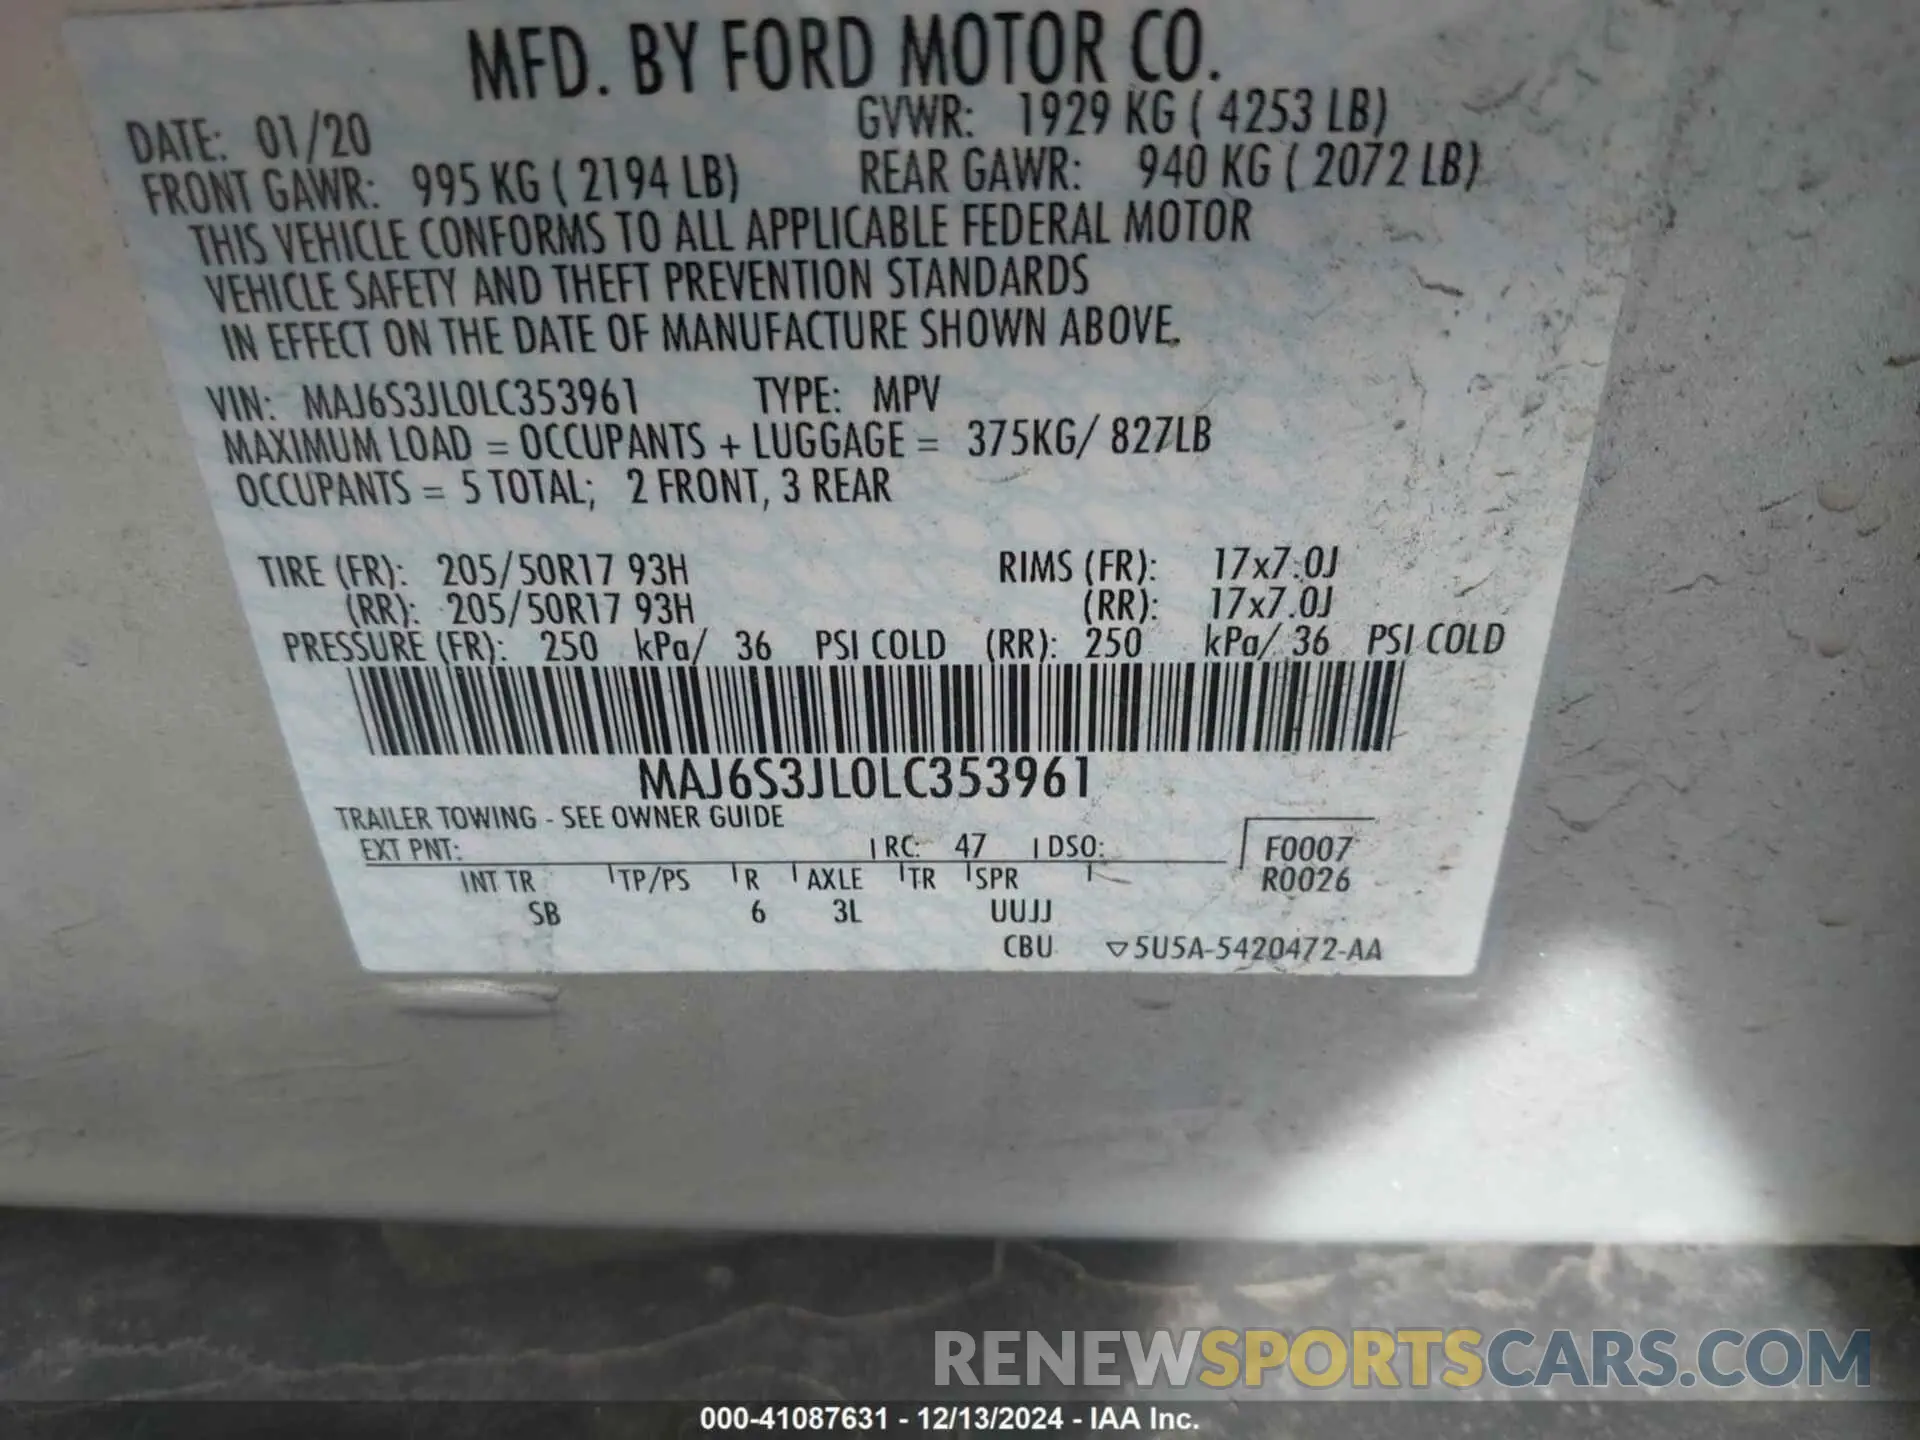 MFD. BY FORD MOTOR CO.
DATE: 01/20 GVWR: 1929 KG ( 4253 LB)
FRONT GAWR: 995 KG ( 2194 LB) REAR GAWR: 940 KG ( 2072 LB)
THIS VEHICLE CONFORMS TO ALL APPLICABLE FEDERAL MOTOR
VEHICLE SAFETY AND THEFT PREVENTION STANDARDS
IN EFFECT ON THE DATE OF MANUFACTURE SHOWN ABOVE.
VIN: MAJ6S3JL0LC353961 TYPE: MPV
MAXIMUM LOAD = OCCUPANTS + LUGGAGE = 375KG/ 827LB
OCCUPANTS = 5 TOTAL; 2 FRONT, 3 REAR
TIRE (FR): 205/50R17 93H RIMS (FR): 17x7.0J
(RR): 205/50R17 93H (RR): 17x7.0J
PRESSURE (FR): 250 kPa/ 36 PSI COLD (RR): 250 kPa/ 36 PSI COLD
MAJ6S3JL0LC353961
TRAILER TOWING - SEE OWNER GUIDE
EXT PNT: RC: 47 DSO: F0007
INT TR TP/PS R AXLE TR SPR R0026
SB 6 3L UUJJ
CBU ▽5U5A-5420472-AA
RENEWSPORTSCARS.COM
000-41087631 - 12/13/2024 - IAA Inc.